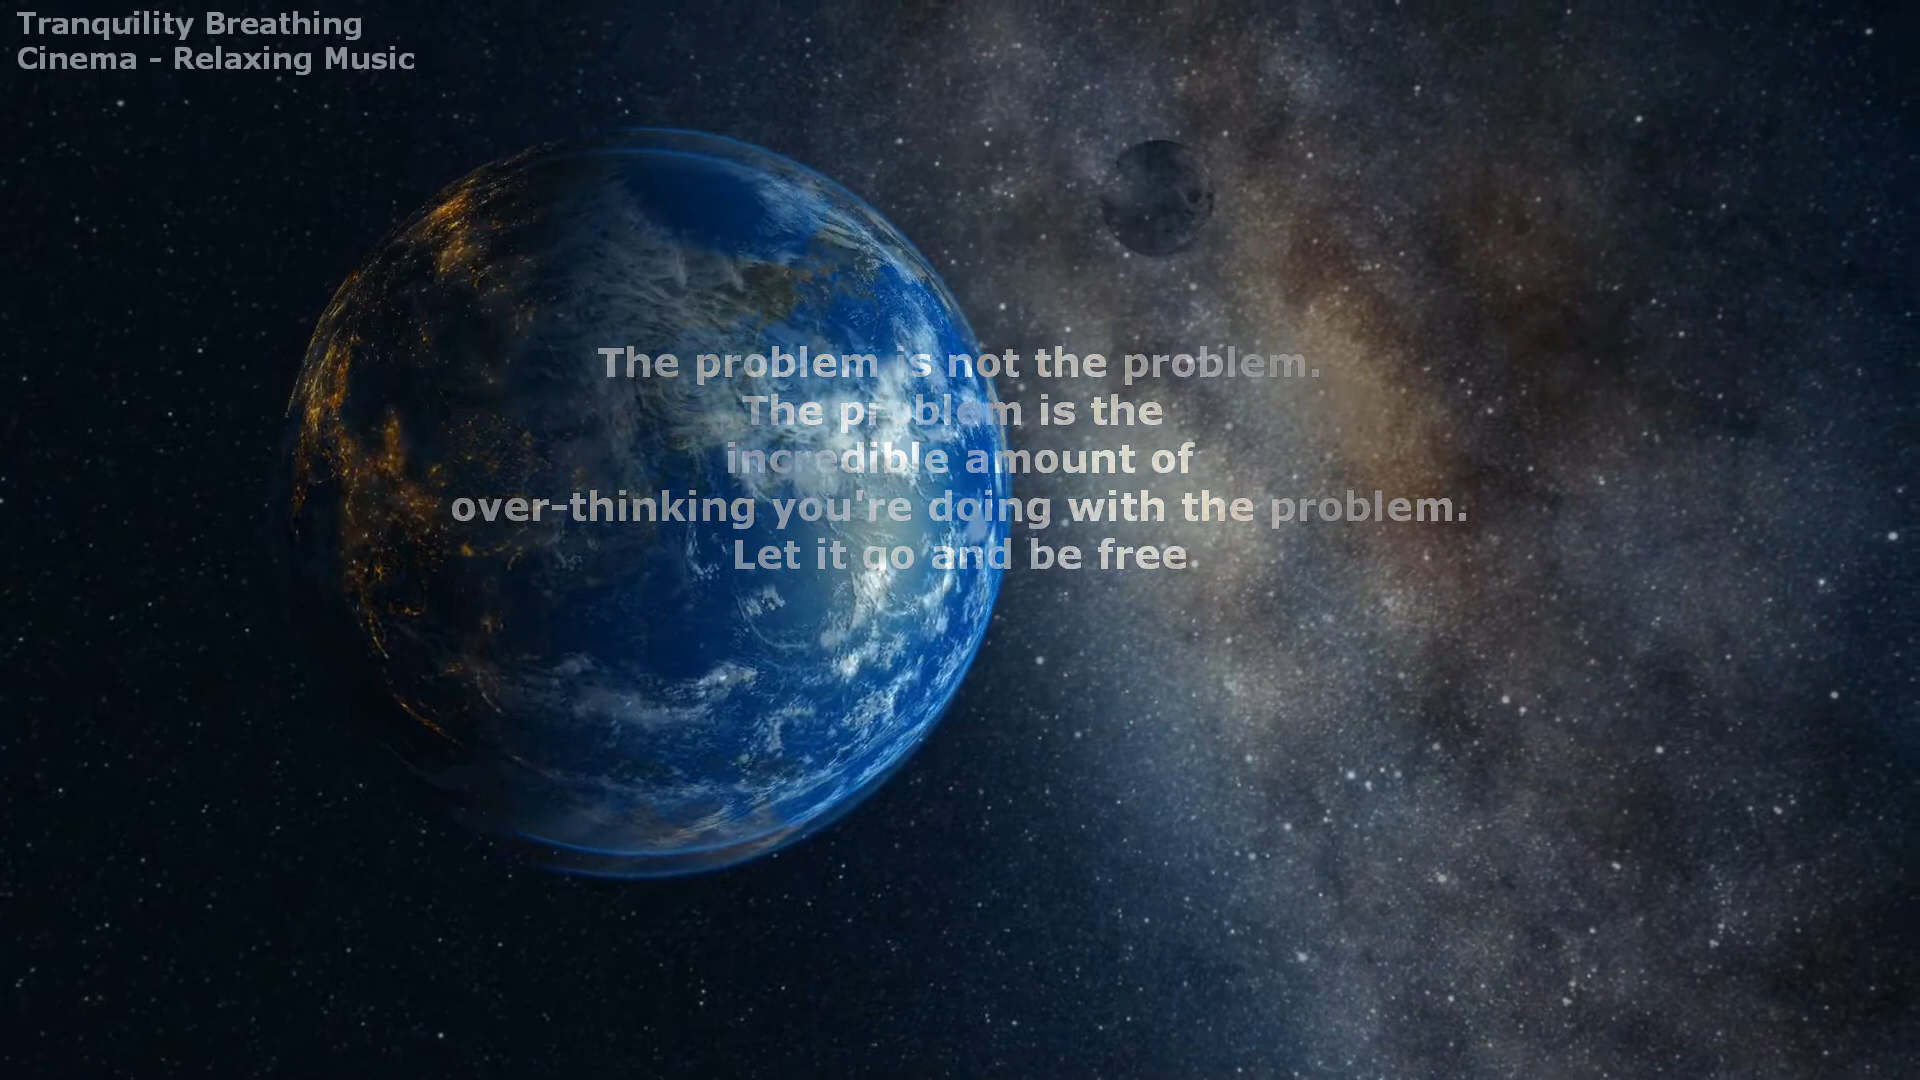 Tranquility Breathing
Cinema - Relaxing Music
The problem is not the problem.
The problem is the
incredible amount of
over-thinking you're doing with the problem.
Let it go and be free.